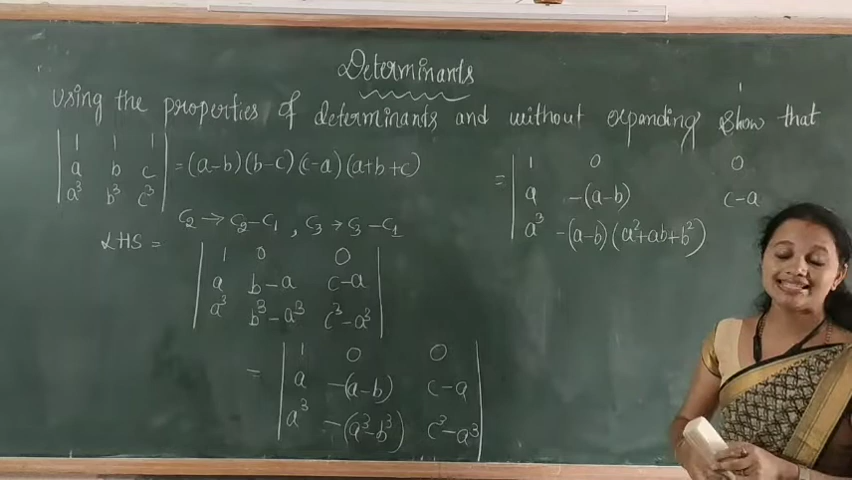 Determinants
Using the properties of determinants and without expanding show that
| 1 1 1 |
| a b c | = (a-b)(b-c)(c-a)(a+b+c)
| a³ b³ c³ |
C₂ → C₂-C₁ , C₃ → C₃-C₁
LHS =
| 1 0 0 |
| a b-a c-a |
| a³ b³-a³ c³-a³ |
= | 1 0 0 |
| a -(a-b) c-a |
| a³ -(a³-b³) c³-a³ |
= | 1 0 0
| a -(a-b) c-a
| a³ -(a-b)(a²+ab+b²)